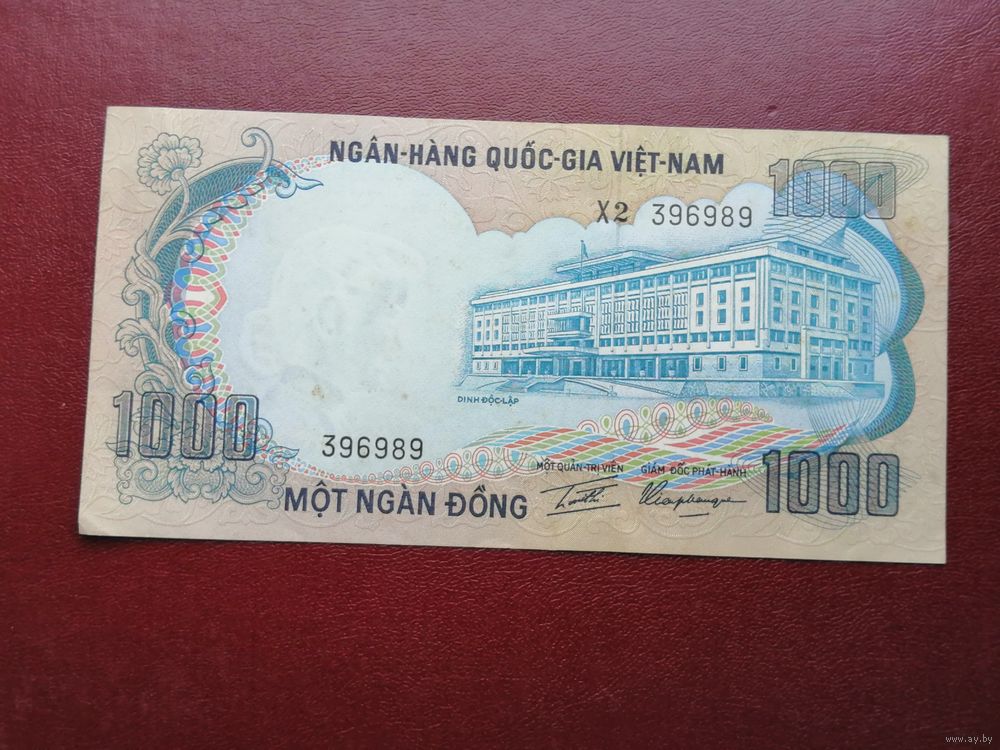 NGÂN-HÀNG QUỐC-GIA VIỆT-NAM
1000
X2 396989
DINH ĐỘC-LẬP
1000
396989
MỘT QUẢN-TRỊ VIÊN GIÁM ĐỐC PHÁT-HÀNH
1000
MỘT NGÀN ĐỒNG
www.ay.by